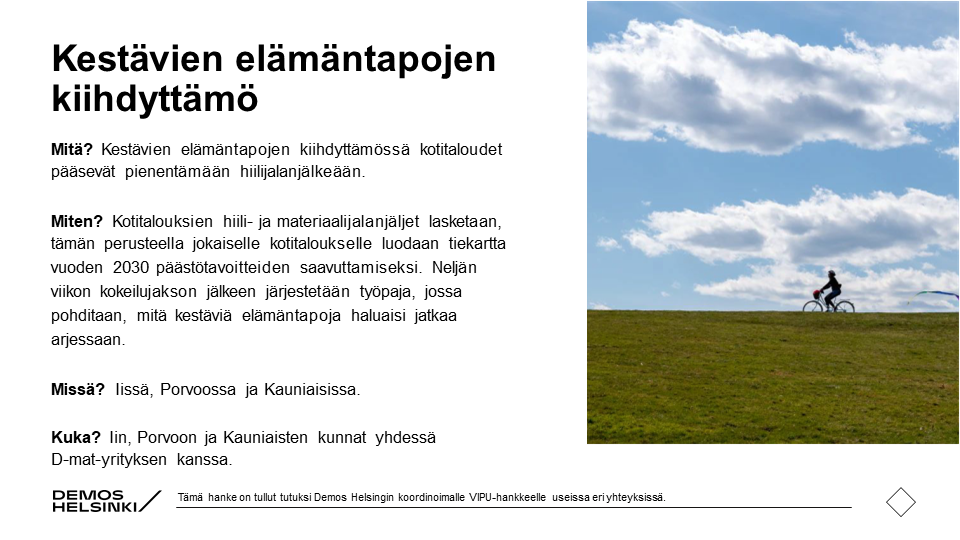 Kestävien elämäntapojen
kiihdyttämö
Mitä? Kestävien elämäntapojen kiihdyttämössä kotitaloudet
pääsevät pienentämään hiilijalanjälkeään.
Miten? Kotitalouksien hiili- ja materiaalijalanjäljet lasketaan,
tämän perusteella jokaiselle kotitaloukselle luodaan tiekartta
vuoden 2030 päästötavoitteiden saavuttamiseksi. Neljän
viikon kokeilujakson jälkeen järjestetään työpaja, jossa
pohditaan, mitä kestäviä elämäntapoja haluaisi jatkaa
arjessaan.
Missä? Iissä, Porvoossa ja Kauniaisissa.
Kuka? Iin, Porvoon ja Kauniaisten kunnat yhdessä
D-mat-yrityksen kanssa.
DEMOS
HELSINKI
Tämä hanke on tullut tutuksi Demos Helsingin koordinoimalle VIPU-hankkeelle useissa eri yhteyksissä.